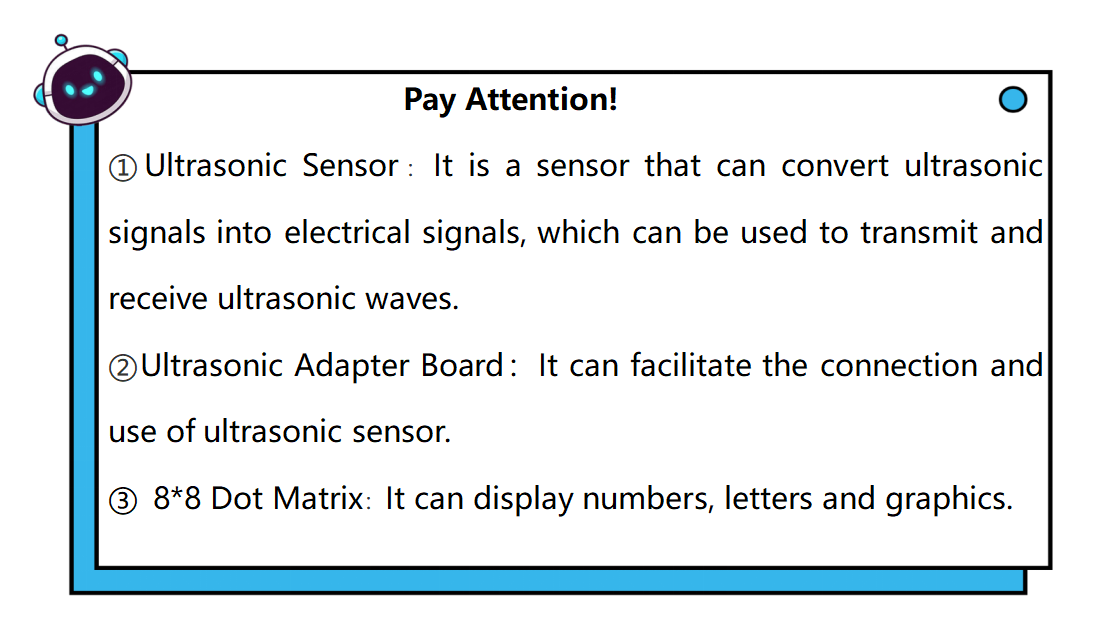 Pay Attention!
①Ultrasonic Sensor：It is a sensor that can convert ultrasonic
signals into electrical signals, which can be used to transmit and
receive ultrasonic waves.
②Ultrasonic Adapter Board：It can facilitate the connection and
use of ultrasonic sensor.
③ 8*8 Dot Matrix：It can display numbers, letters and graphics.